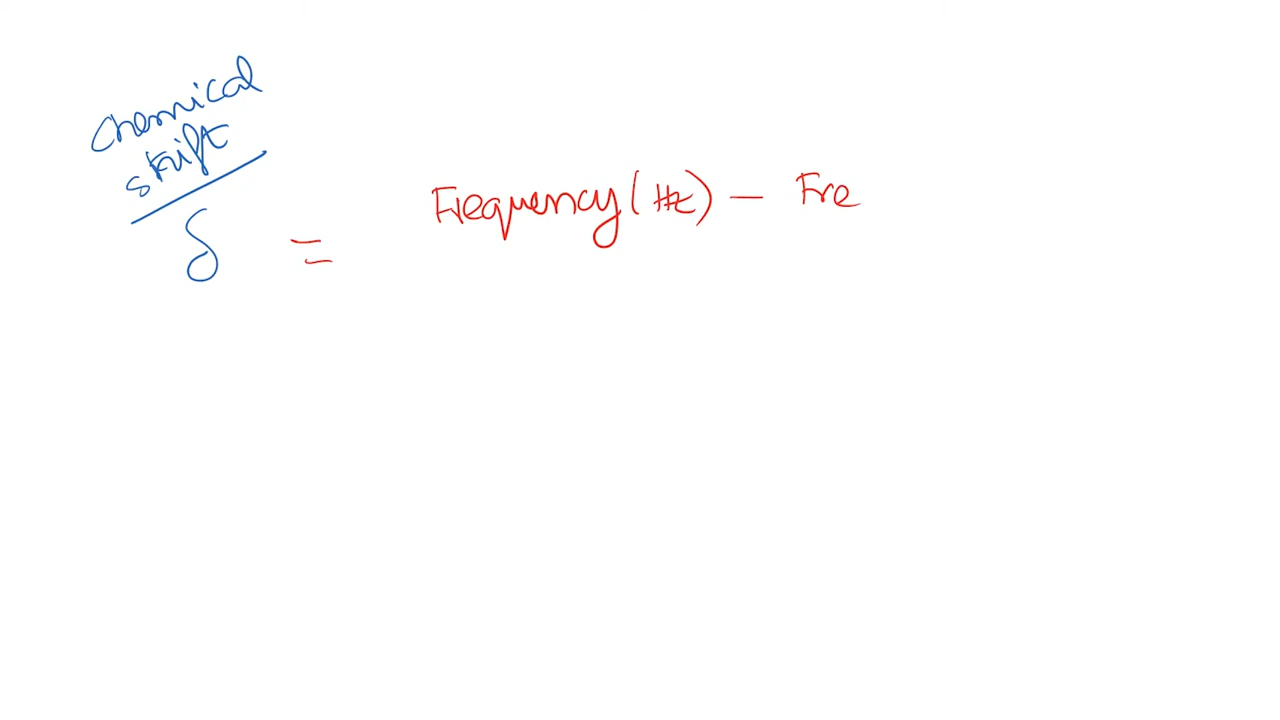 chemical
shift
δ = Frequency (Hz) – Fre